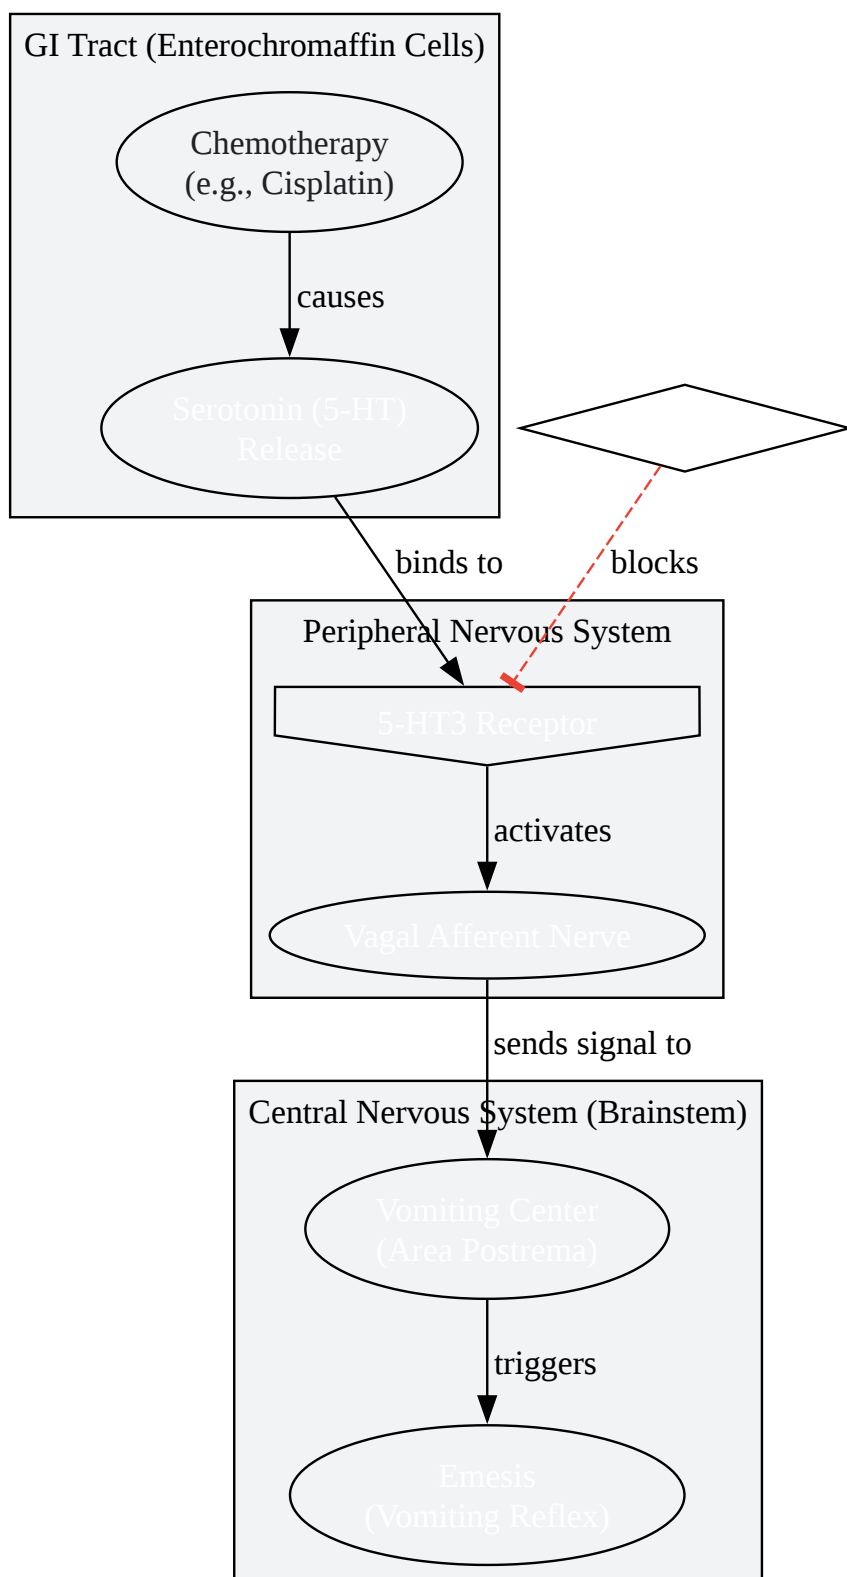 GI Tract (Enterochromaffin Cells)
Chemotherapy
(e.g., Cisplatin)
causes
Serotonin (5-HT)
Release
binds to
blocks
Peripheral Nervous System
5-HT3 Receptor
activates
Vagal Afferent Nerve
sends signal to
Central Nervous System (Brainstem)
Vomiting Center
(Area Postrema)
triggers
Emesis
(Vomiting Reflex)